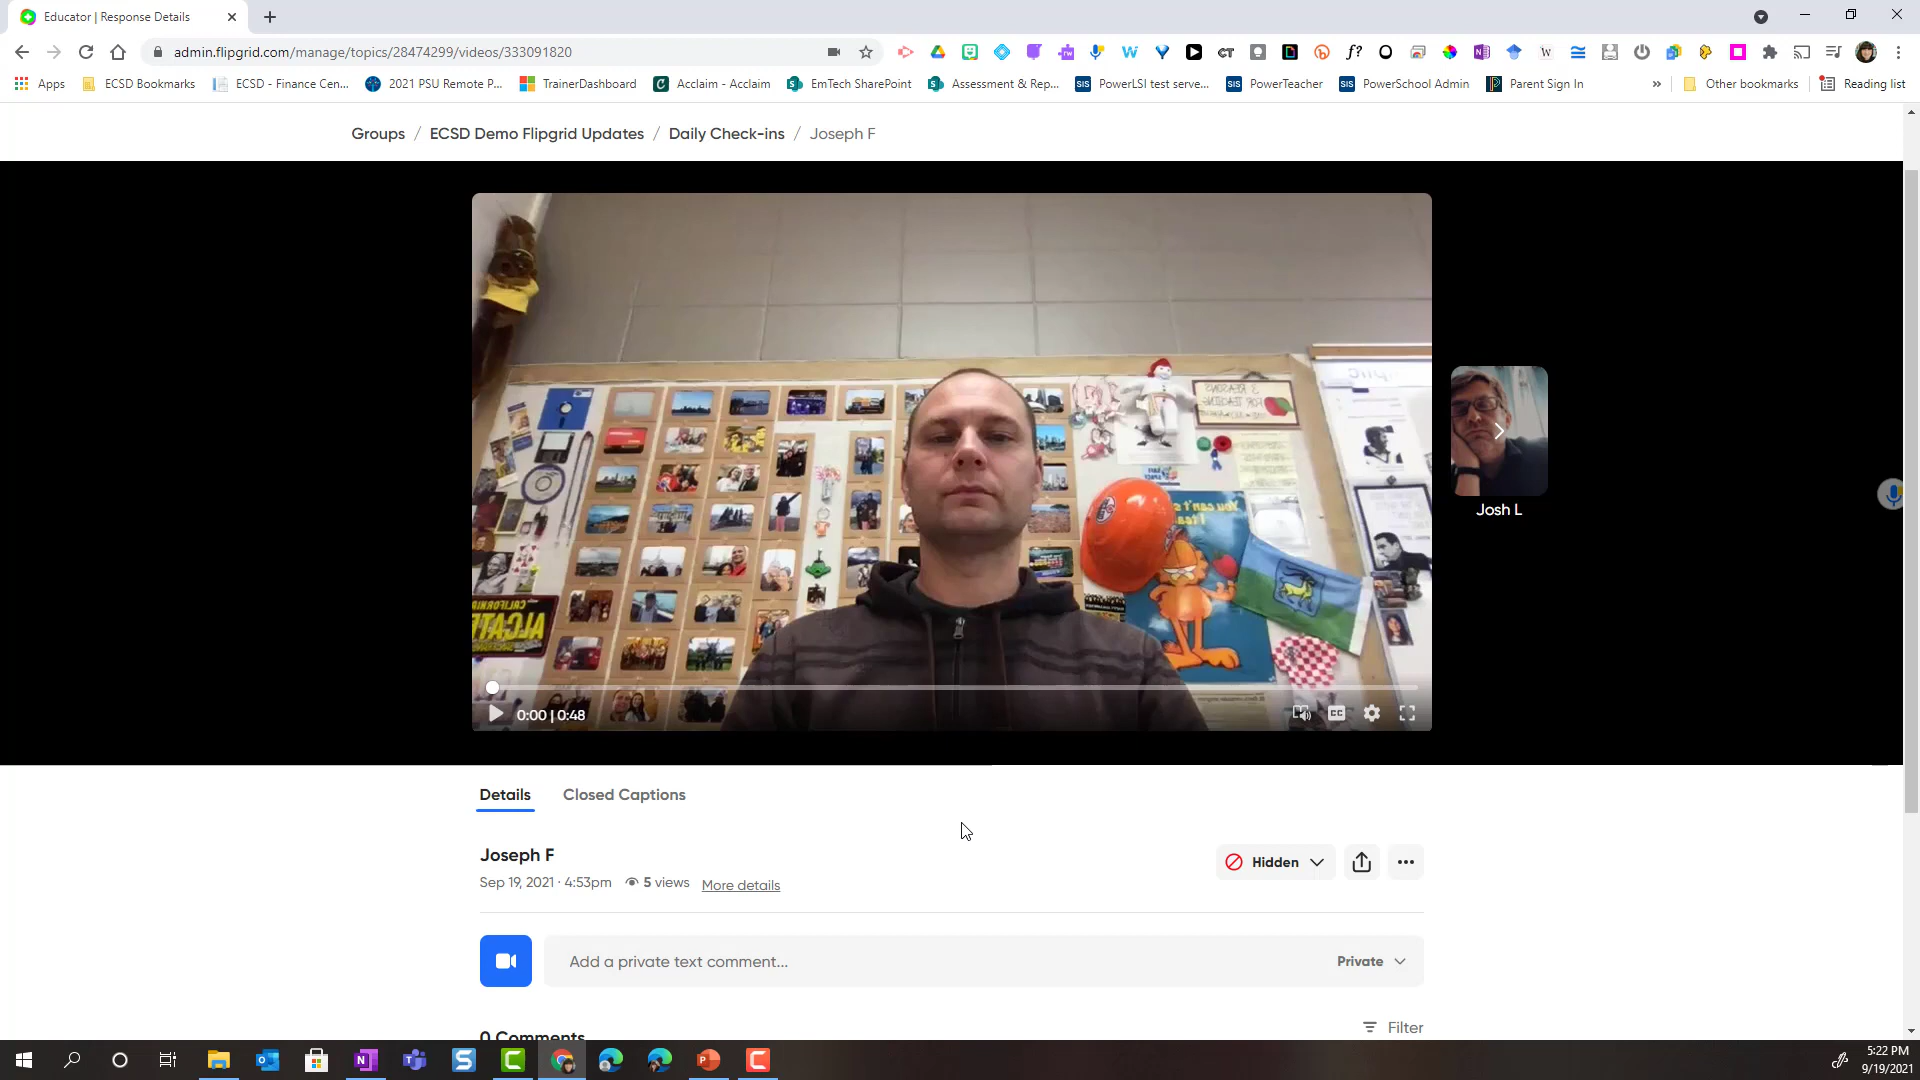 Educator | Response Details
admin.flipgrid.com/manage/topics/28474299/videos/333091820
Apps
ECSD Bookmarks
ECSD - Finance Cen...
2021 PSU Remote P...
TrainerDashboard
Acclaim - Acclaim
EmTech SharePoint
Assessment & Rep...
PowerLSI test serve...
PowerTeacher
PowerSchool Admin
Parent Sign In
»
Other bookmarks
Reading list
Groups / ECSD Demo Flipgrid Updates / Daily Check-ins / Joseph F
Josh L
0:00 | 0:48
CC
Details
Closed Captions
Joseph F
Hidden
Sep 19, 2021 · 4:53pm
5 views
More details
Add a private text comment...
Private
0 Comments
Filter
5:22 PM
9/19/2021